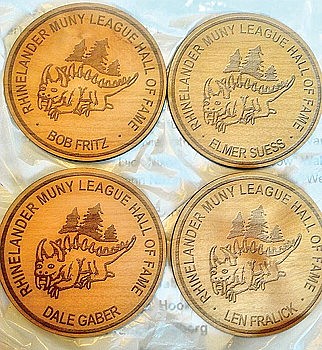 RHINELANDER MUNY LEAGUE HALL OF FAME
· BOB FRITZ ·
RHINELANDER MUNY LEAGUE HALL OF FAME
· ELMER SUESS ·
RHINELANDER MUNY LEAGUE HALL OF FAME
· DALE GABER ·
RHINELANDER MUNY LEAGUE HALL OF FAME
· LEN FRALICK ·